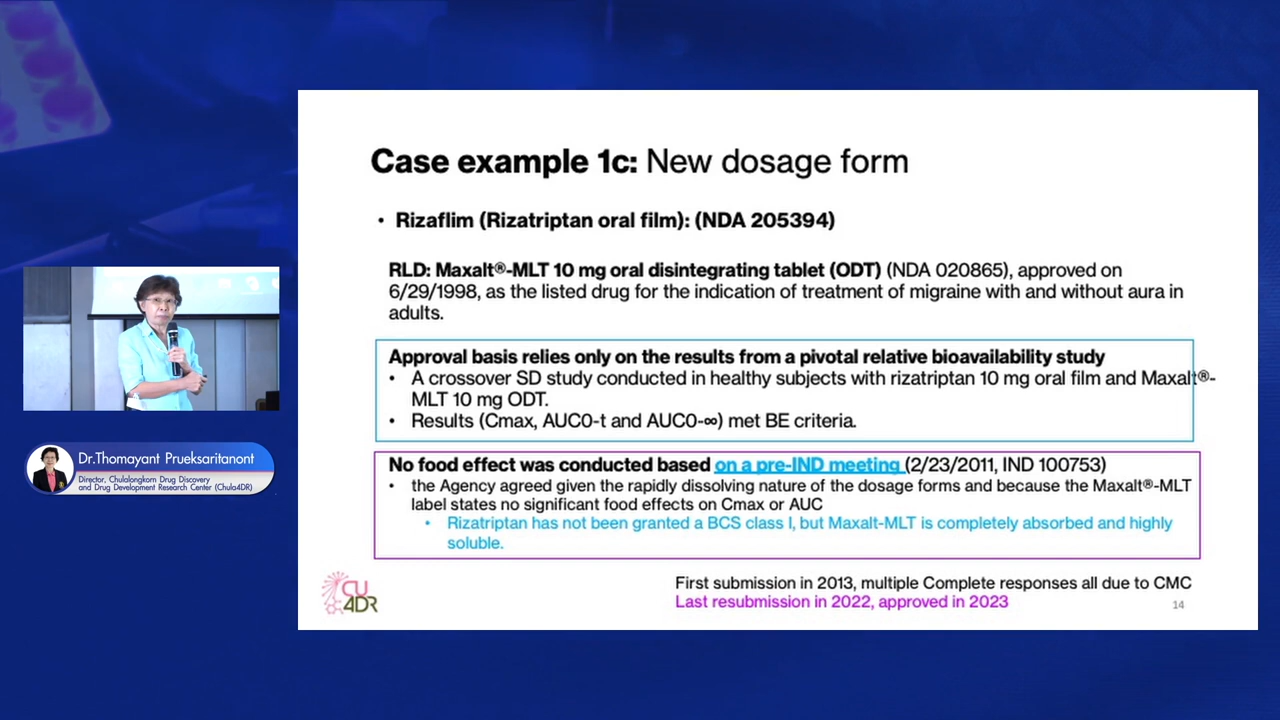 Case example 1c: New dosage form
• Rizaflim (Rizatriptan oral film): (NDA 205394)
RLD: Maxalt®-MLT 10 mg oral disintegrating tablet (ODT) (NDA 020865), approved on
6/29/1998, as the listed drug for the indication of treatment of migraine with and without aura in
adults.
Approval basis relies only on the results from a pivotal relative bioavailability study
• A crossover SD study conducted in healthy subjects with rizatriptan 10 mg oral film and Maxalt®-
MLT 10 mg ODT.
• Results (Cmax, AUC0-t and AUC0-∞) met BE criteria.
No food effect was conducted based on a pre-IND meeting (2/23/2011, IND 100753)
• the Agency agreed given the rapidly dissolving nature of the dosage forms and because the Maxalt®-MLT
label states no significant food effects on Cmax or AUC
• Rizatriptan has not been granted a BCS class I, but Maxalt-MLT is completely absorbed and highly
soluble.
First submission in 2013, multiple Complete responses all due to CMC
Last resubmission in 2022, approved in 2023
14
CU
4DR
Dr.Thomayant Prueksaritanont
Director, Chulalongkorn Drug Discovery
and Drug Development Research Center (Chula4DR)